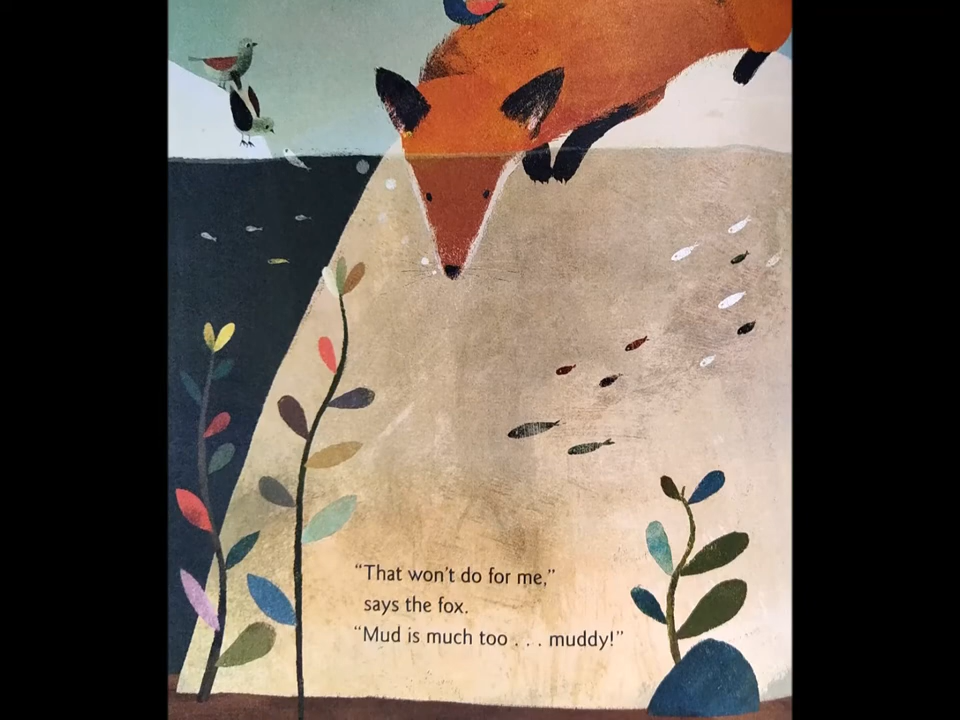 “That won’t do for me,”
says the fox.
“Mud is much too . . . muddy!”